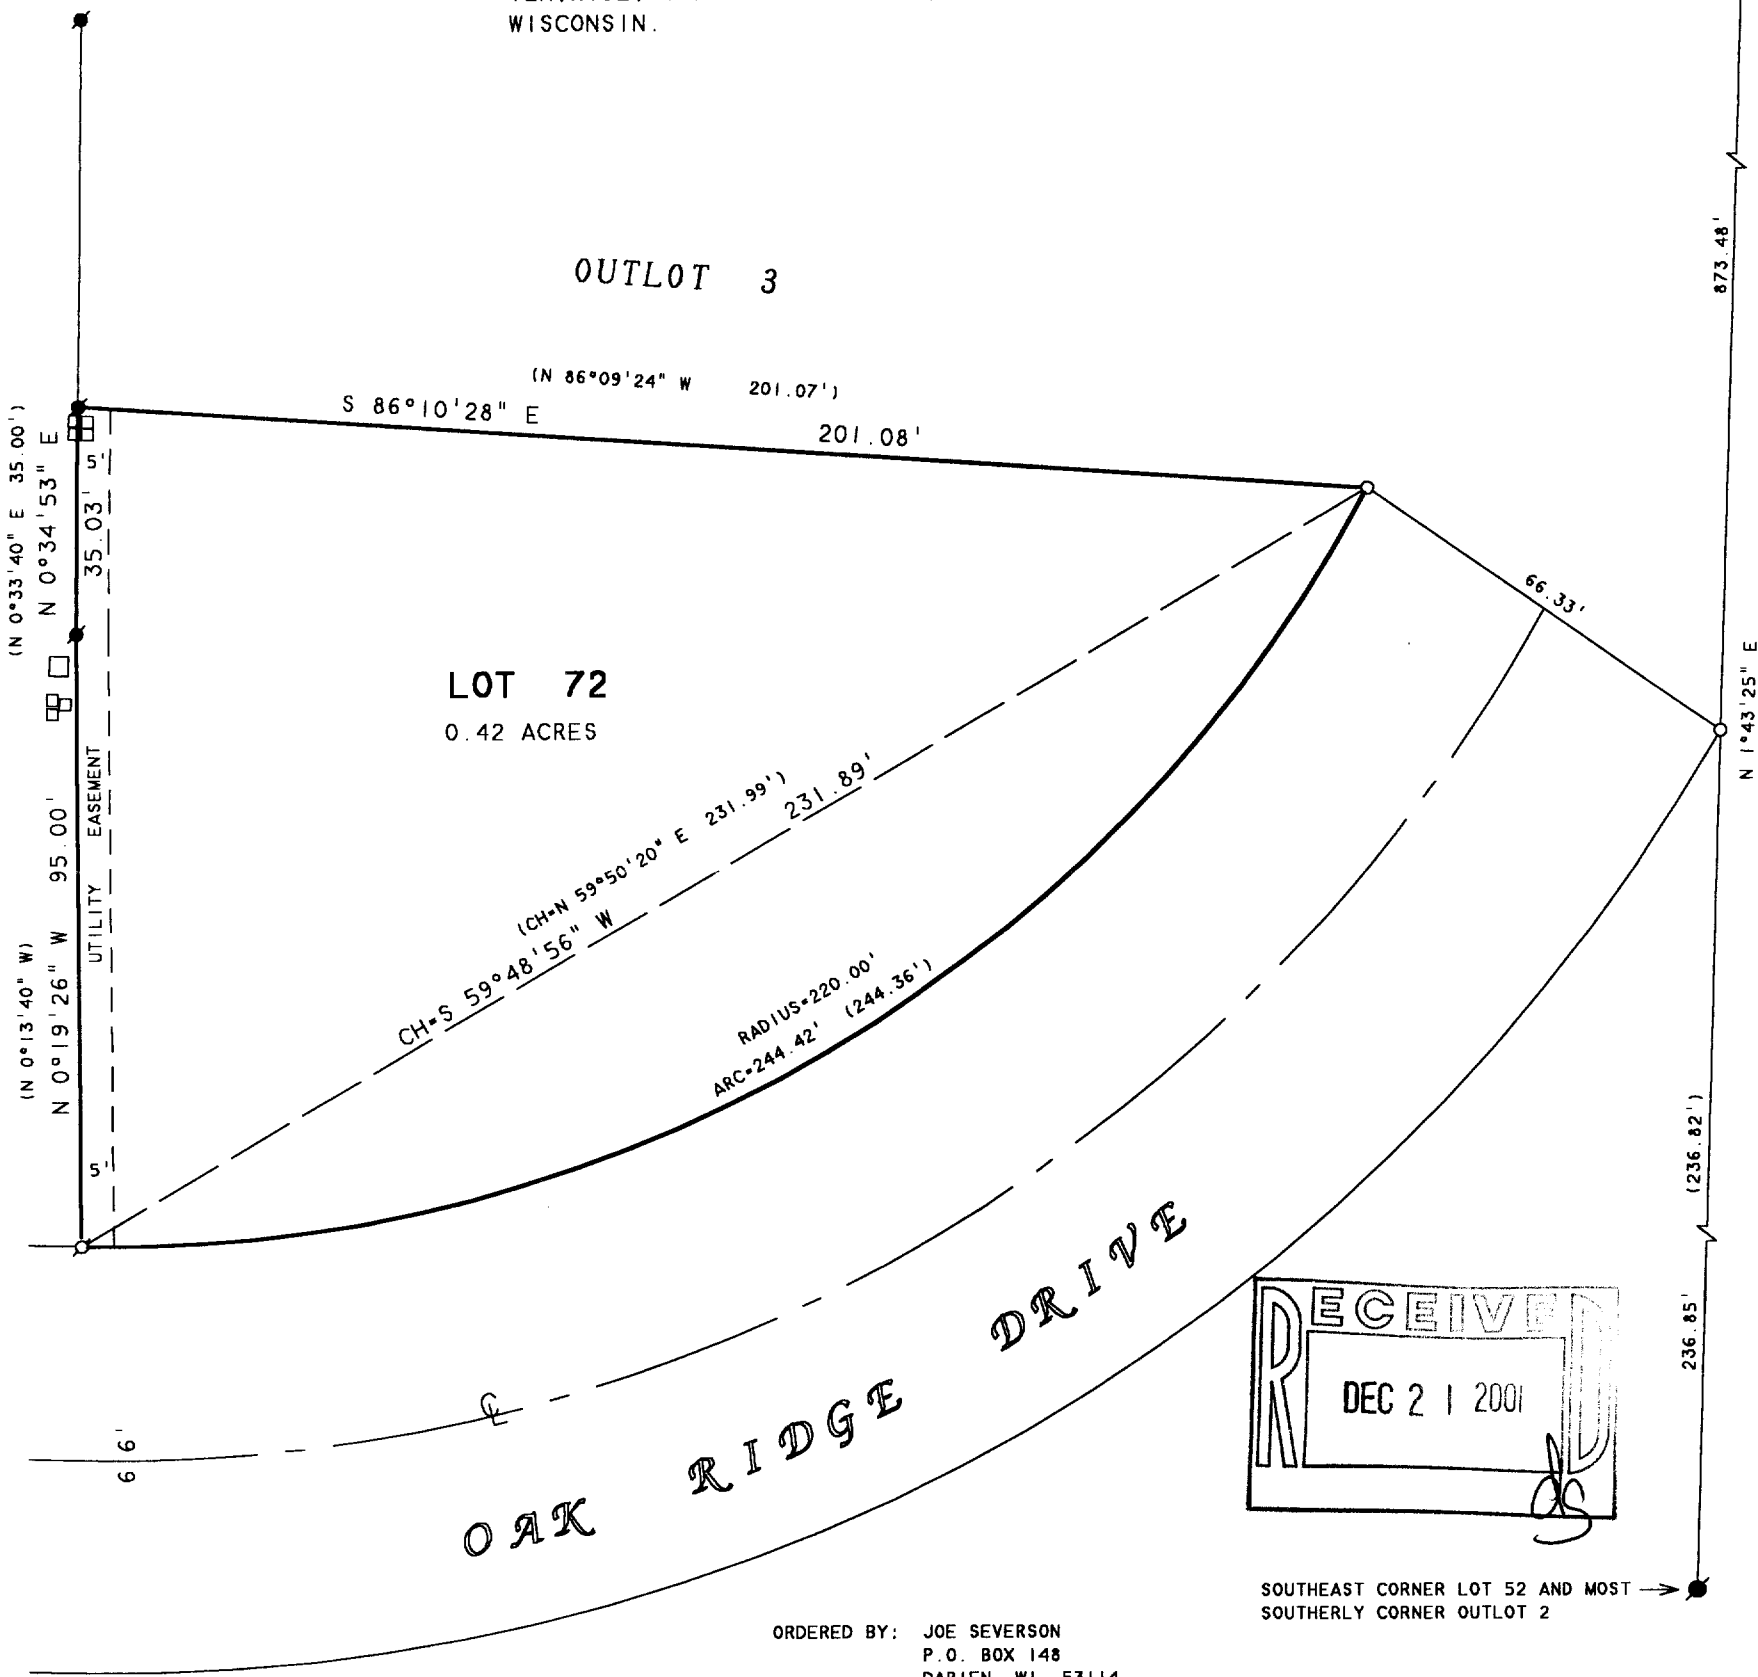 WISCONSIN.
OUTLOT 3
873.48'
(N 86°09'24" W 201.07')
S 86°10'28" E 201.08'
(N 0°33'40" E 35.00')
N 0°34'53" E
35.03'
5'
66.33'
N 1°43'25" E
LOT 72
0.42 ACRES
UTILITY EASEMENT
(CH=N 59°50'20" E 231.99')
CH=S 59°48'56" W 231.89'
(N 0°13'40" W)
N 0°19'26" W 95.00'
RADIUS=220.00'
ARC=244.42' (244.36')
5'
(236.82')
236.85'
OAK RIDGE DRIVE
RECEIVED
DEC 21 2001
ds
CL
66'
SOUTHEAST CORNER LOT 52 AND MOST
SOUTHERLY CORNER OUTLOT 2
ORDERED BY: JOE SEVERSON
P.O. BOX 148
DARIEN, WI 53114